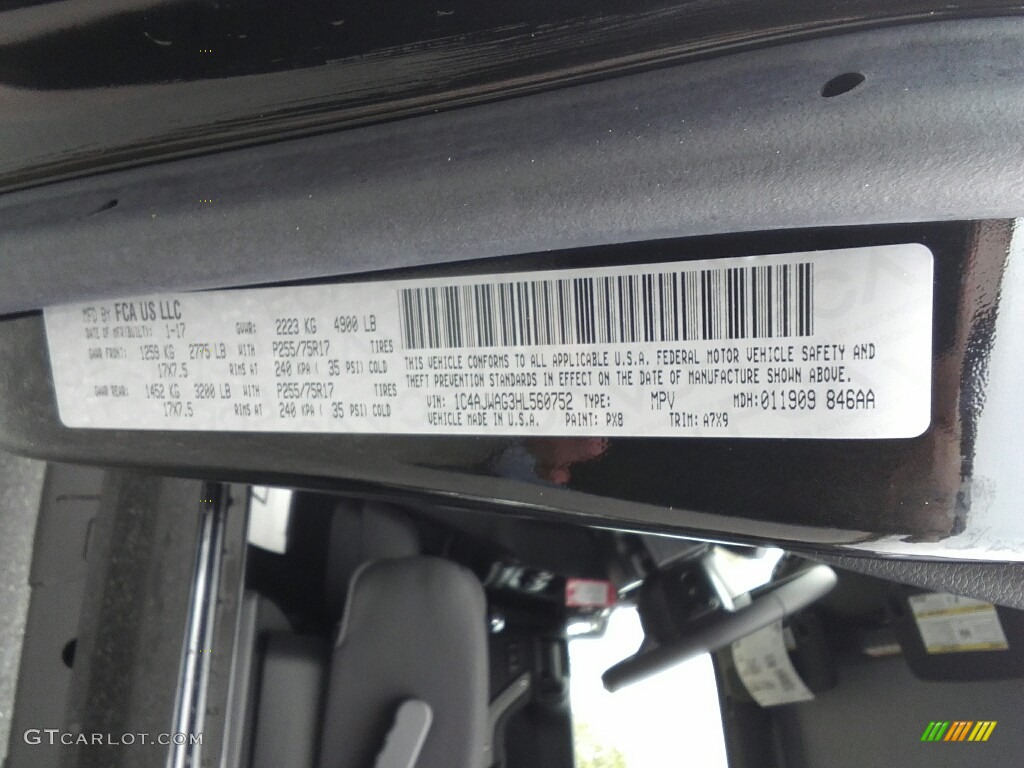 MFD BY FCA US LLC
DATE OF MFR(BUILT): 1-17 GVWR: 2223 KG 4900 LB
GAWR FRONT: 1259 KG 2775 LB WITH P255/75R17 TIRES
17X7.5 RIMS AT 240 KPA ( 35 PSI) COLD
GAWR REAR: 1452 KG 3200 LB WITH P255/75R17 TIRES
17X7.5 RIMS AT 240 KPA ( 35 PSI) COLD
THIS VEHICLE CONFORMS TO ALL APPLICABLE U.S.A. FEDERAL MOTOR VEHICLE SAFETY AND
THEFT PREVENTION STANDARDS IN EFFECT ON THE DATE OF MANUFACTURE SHOWN ABOVE.
VIN: 1C4AJWAG3HL560752 TYPE: MPV MDH:011909 846AA
VEHICLE MADE IN U.S.A. PAINT: PX8 TRIM: A7X9
GTCARLOT.COM